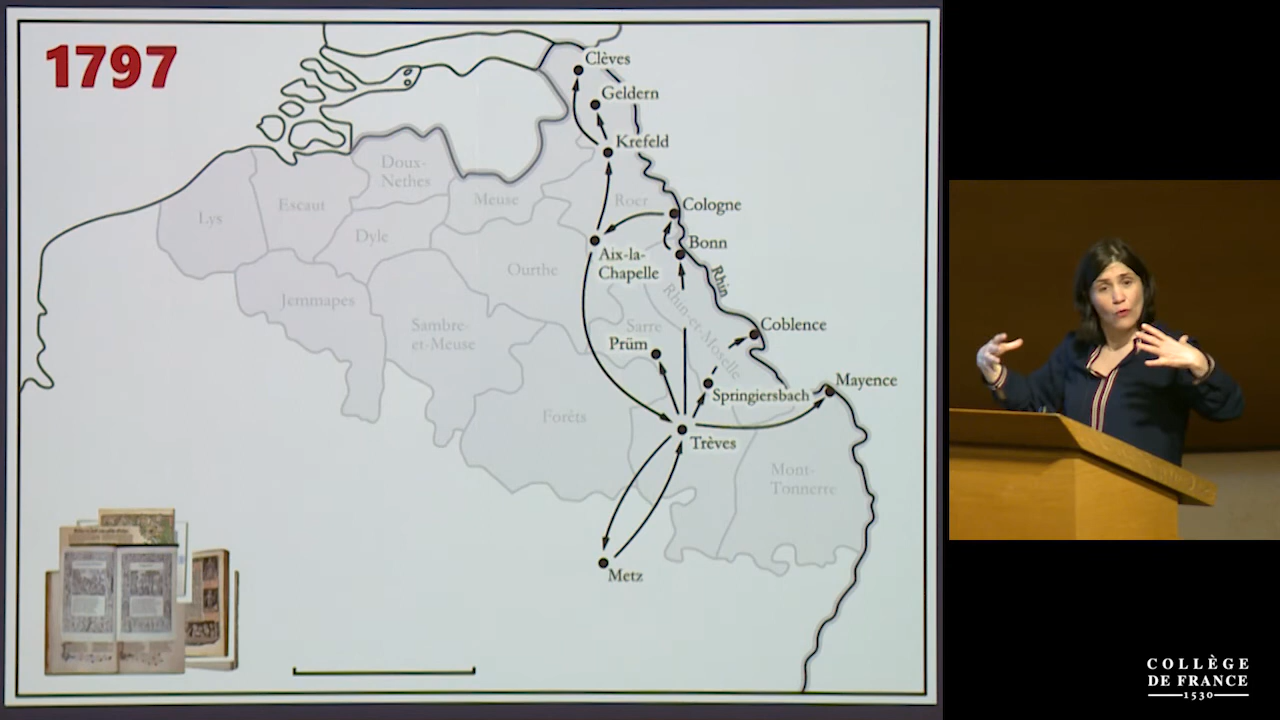 1797
Clèves
Geldern
Krefeld
Doux-
Nethes
Meuse
Roer
Cologne
Lys
Escaut
Dyle
Bonn
Aix-la-
Chapelle
Ourthe
Rhin
Jemmapes
Rhin-et-Moselle
Sambre-
et-Meuse
Sarre
Prüm
Coblence
Mayence
Springiersbach
Forêts
Trèves
Mont-
Tonnerre
Metz
COLLÈGE
DE FRANCE
1530